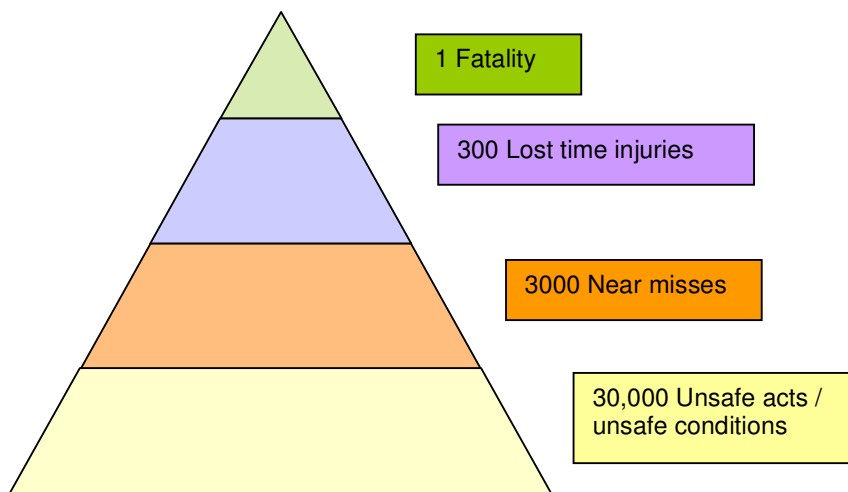 1 Fatality
300 Lost time injuries
3000 Near misses
30,000 Unsafe acts /
unsafe conditions